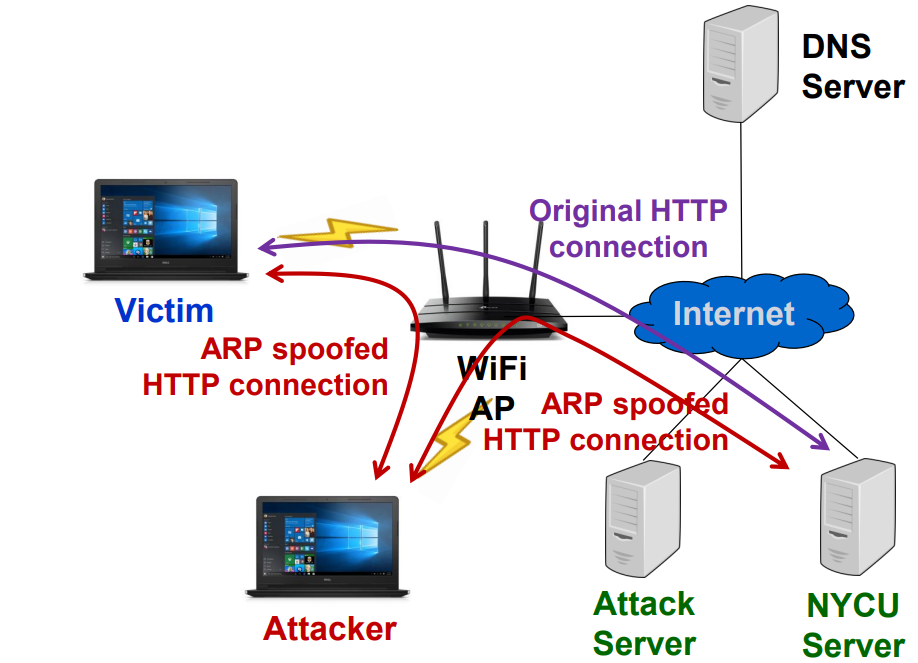 DNS
Server
Original HTTP
connection
Internet
Victim
ARP spoofed
HTTP connection
WiFi
AP
ARP spoofed
HTTP connection
Attacker
Attack
Server
NYCU
Server